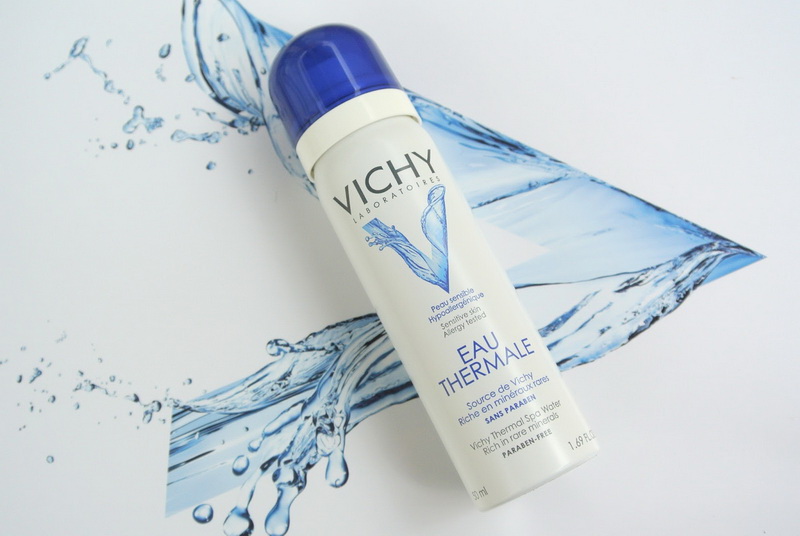 VICHY
LABORATOIRES
Peau sensible
Hypoallergénique
Sensitive skin
Allergy tested
EAU
THERMALE
Source de Vichy
Riche en minéraux rares
SANS PARABEN
Vichy Thermal Spa Water
Rich in rare minerals
PARABEN-FREE
50 ml
1.69 FL.O